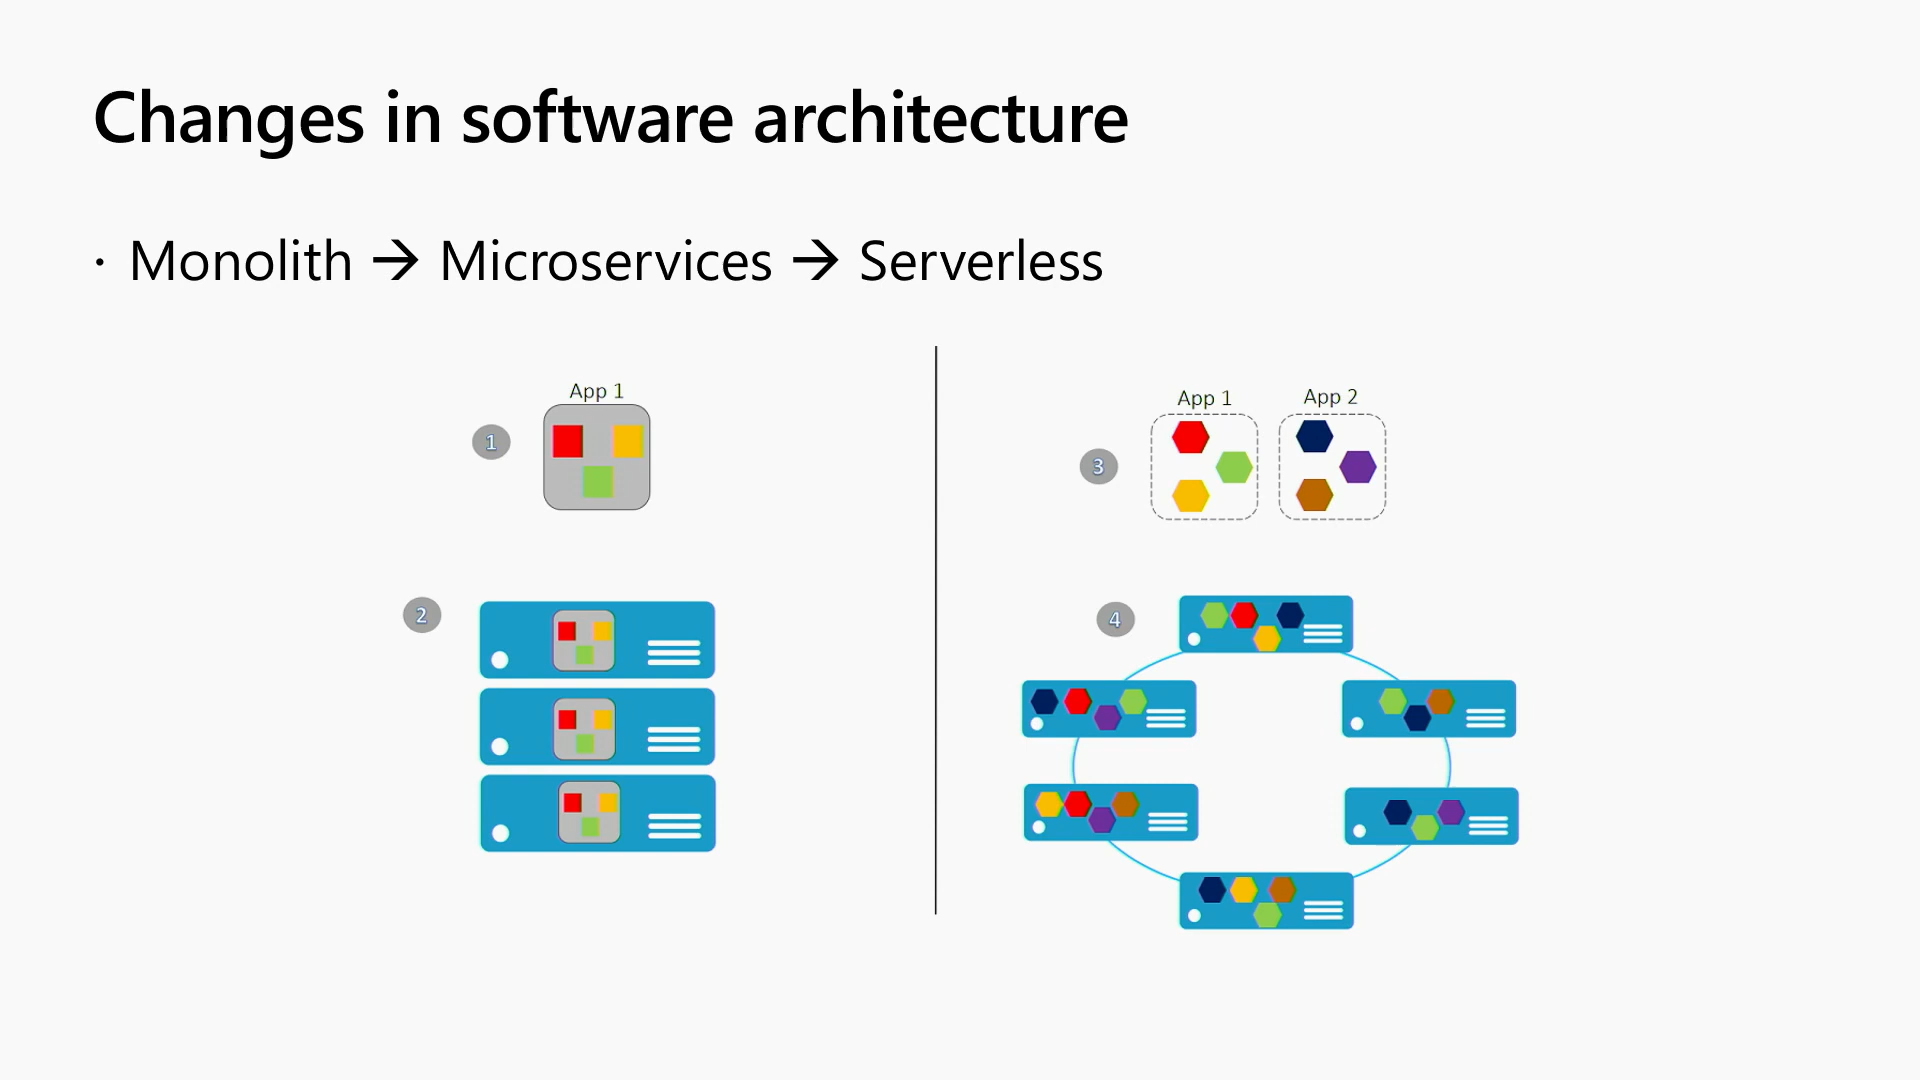 Changes in software architecture
· Monolith → Microservices → Serverless
App 1
1
2
App 1
App 2
3
4